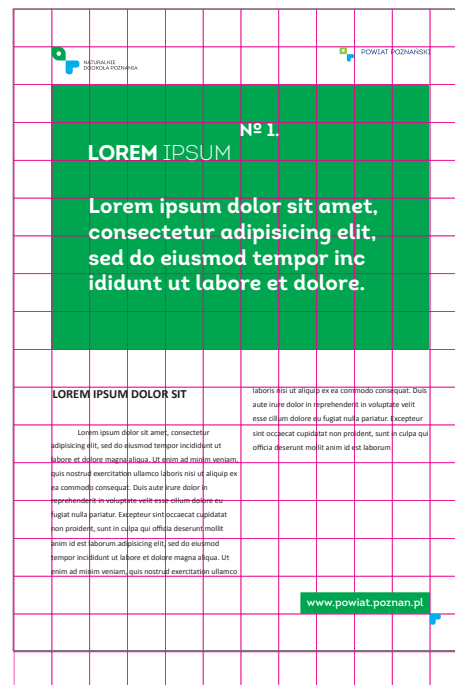 NATURALNIE
DOOKOŁA POZNANIA
POWIAT POZNAŃSKI
Nº 1.
LOREM IPSUM
Lorem ipsum dolor sit amet,
consectetur adipisicing elit,
sed do eiusmod tempor inc
ididunt ut labore et dolore.
LOREM IPSUM DOLOR SIT
Lorem ipsum dolor sit amet, consectetur
adipisicing elit, sed do eiusmod tempor incididunt ut
labore et dolore magna aliqua. Ut enim ad minim veniam,
quis nostrud exercitation ullamco laboris nisi ut aliquip ex
ea commodo consequat. Duis aute irure dolor in
reprehenderit in voluptate velit esse cillum dolore eu
fugiat nulla pariatur. Excepteur sint occaecat cupidatat
non proident, sunt in culpa qui officia deserunt mollit
anim id est laborum.adipisicing elit, sed do eiusmod
tempor incididunt ut labore et dolore magna aliqua. Ut
enim ad minim veniam, quis nostrud exercitation ullamco
laboris nisi ut aliquip ex ea commodo consequat. Duis
aute irure dolor in reprehenderit in voluptate velit
esse cillum dolore eu fugiat nulla pariatur. Excepteur
sint occaecat cupidatat non proident, sunt in culpa qui
officia deserunt mollit anim id est laborum
www.powiat.poznan.pl